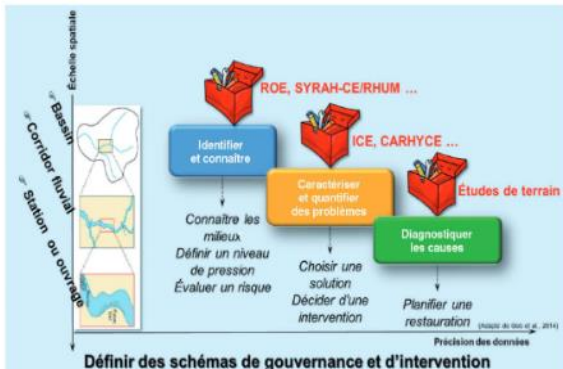 Échelle spatiale
Bassin
Corridor fluvial
Station ou ouvrage
ROE, SYRAH-CE/RHUM ...
Identifier
et connaître
ICE, CARHYCE ...
Caractériser
et quantifier
des problèmes
Études de terrain
Diagnostiquer
les causes
Connaître les
milieux
Définir un niveau
de pression
Évaluer un risque
Choisir une
solution
Décider d'une
intervention
Planifier une
restauration
Précision des données
Définir des schémas de gouvernance et d'intervention